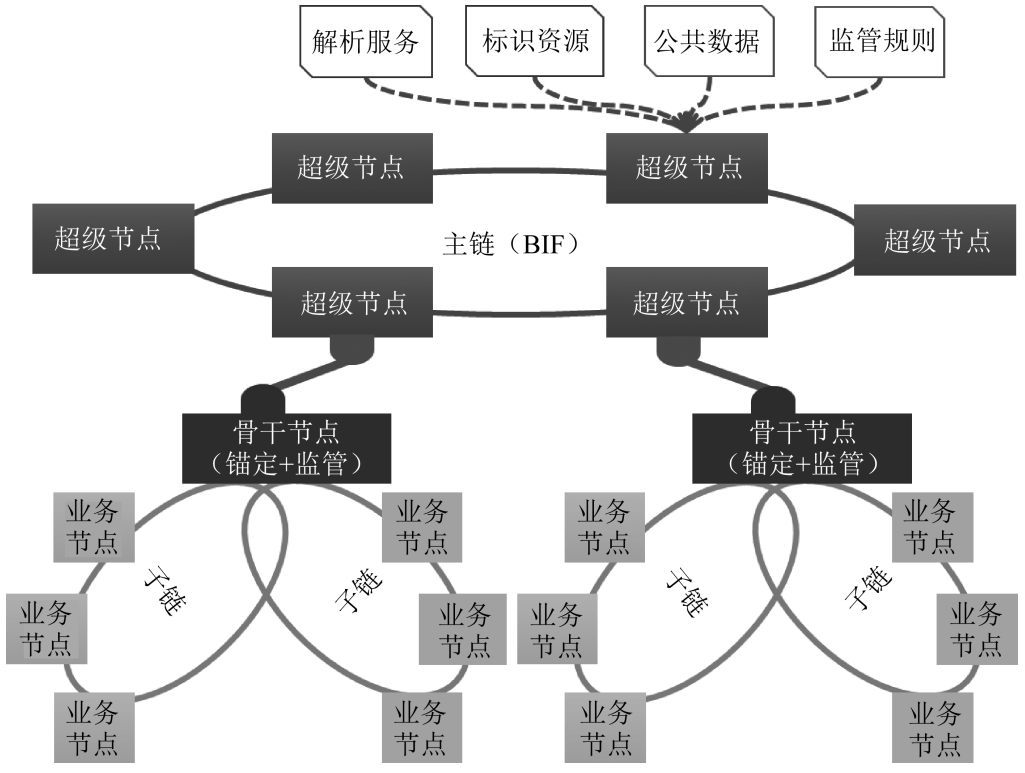 解析服务
标识资源
公共数据
监管规则
超级节点
超级节点
超级节点
主链（BIF）
超级节点
超级节点
超级节点
骨干节点
（锚定+监管）
骨干节点
（锚定+监管）
业务
节点
业务
节点
业务
节点
业务
节点
子链
子链
子链
子链
业务
节点
业务
节点
业务
节点
业务
节点
业务
节点
业务
节点
业务
节点
业务
节点